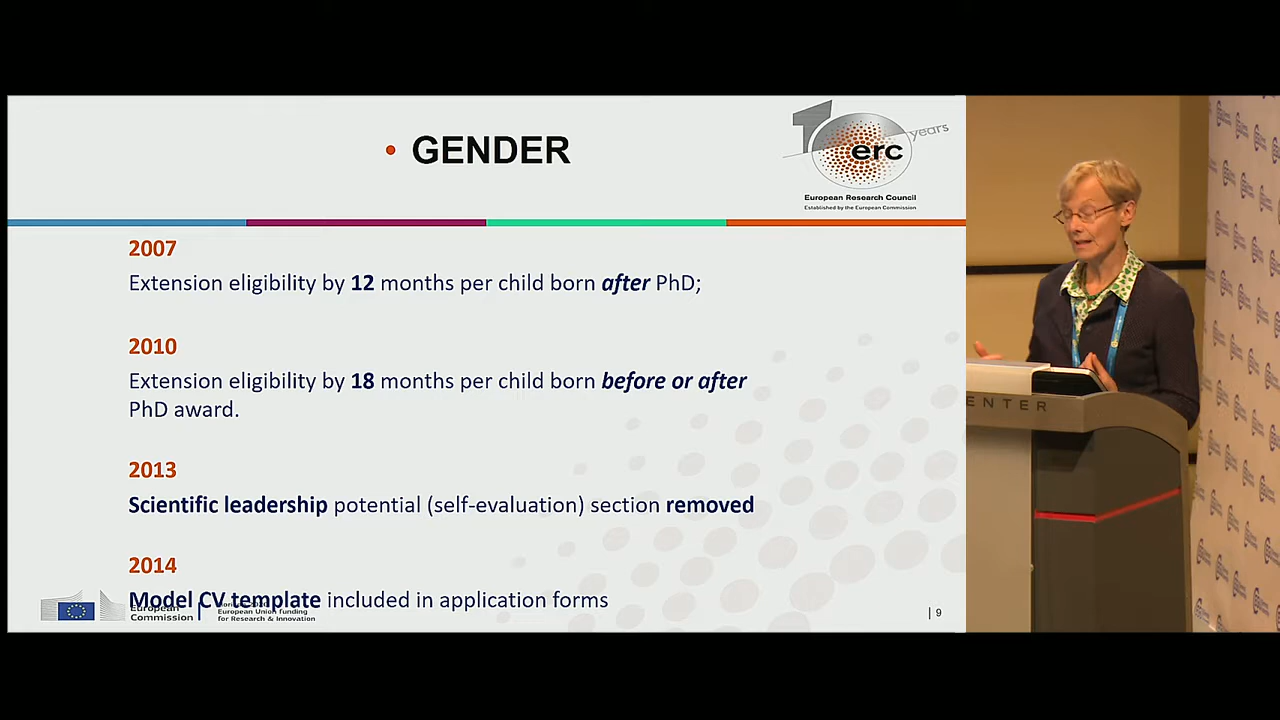 • GENDER
years
erc
European Research Council
Established by the European Commission
2007
Extension eligibility by 12 months per child born after PhD;
2010
Extension eligibility by 18 months per child born before or after
PhD award.
2013
Scientific leadership potential (self-evaluation) section removed
2014
Model CV template included in application forms
European
Commission
European Union funding
for Research & Innovation
| 9
ENTER